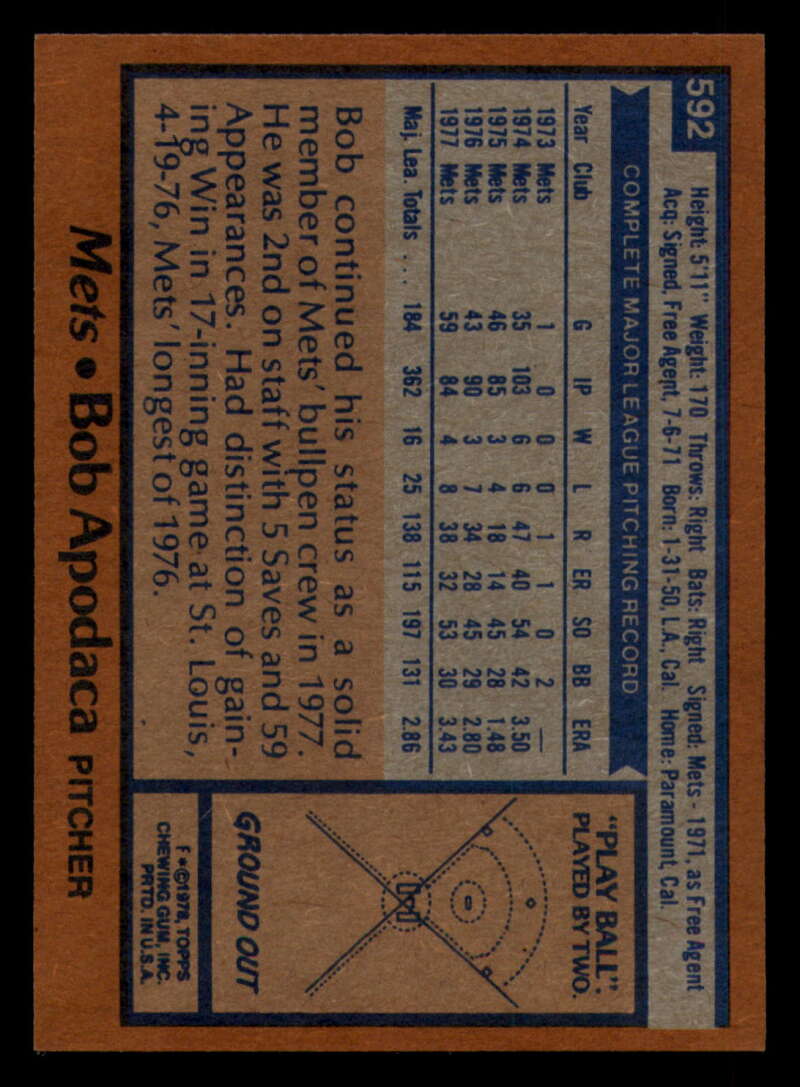 592
Height: 5'11" Weight: 170 Throws: Right Bats: Right Signed: Mets - 1971, as Free Agent
Acq: Signed, Free Agent, 7-6-71 Born: 1-31-50, L.A., Cal. Home: Paramount, Cal.
COMPLETE MAJOR LEAGUE PITCHING RECORD
Year Club G IP W L R ER SO BB ERA
1973 Mets 1 0 0 0 1 1 0 2 —
1974 Mets 35 103 6 6 47 40 54 42 3.50
1975 Mets 46 85 3 4 18 14 45 28 1.48
1976 Mets 43 90 3 7 34 28 45 29 2.80
1977 Mets 59 84 4 8 38 32 53 30 3.43
Maj. Lea. Totals ... 184 362 16 25 138 115 197 131 2.86
Bob continued his status as a solid
member of Mets' bullpen crew in 1977.
He was 2nd on staff with 5 Saves and 59
Appearances. Had distinction of gain-
ing Win in 17-inning game at St. Louis,
4-19-76, Mets' longest of 1976.
"PLAY BALL":
PLAYED BY TWO.
GROUND OUT
F*©1978, TOPPS
CHEWING GUM, INC.
PRTD. IN U.S.A.
Mets • Bob Apodaca PITCHER